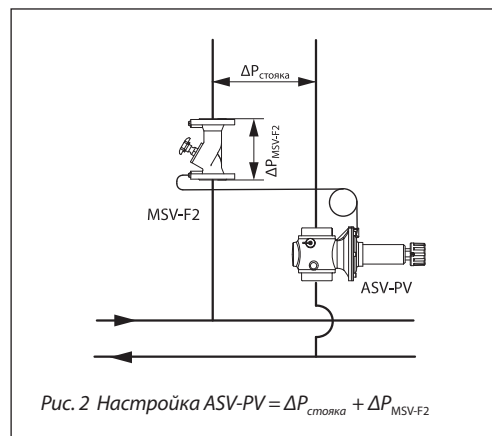 ΔPстояка
ΔPMSV-F2
MSV-F2
ASV-PV
Рис. 2 Настройка ASV-PV = ΔPстояка + ΔPMSV-F2